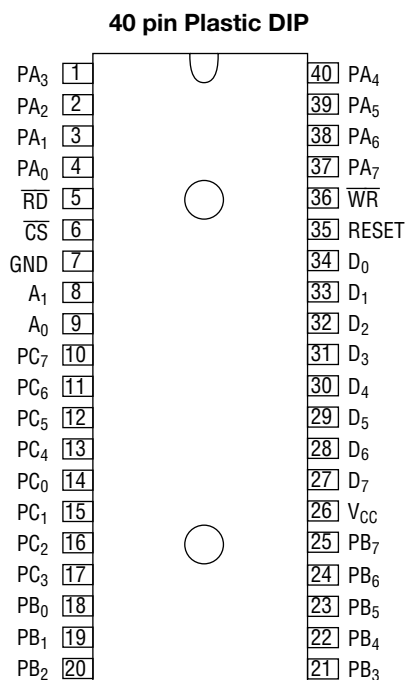 40 pin Plastic DIP
PA₃ 1 40 PA₄
PA₂ 2 39 PA₅
PA₁ 3 38 PA₆
PA₀ 4 37 PA₇
R̅D̅ 5 36 W̅R̅
C̅S̅ 6 35 RESET
GND 7 34 D₀
A₁ 8 33 D₁
A₀ 9 32 D₂
PC₇ 10 31 D₃
PC₆ 11 30 D₄
PC₅ 12 29 D₅
PC₄ 13 28 D₆
PC₀ 14 27 D₇
PC₁ 15 26 V_CC
PC₂ 16 25 PB₇
PC₃ 17 24 PB₆
PB₀ 18 23 PB₅
PB₁ 19 22 PB₄
PB₂ 20 21 PB₃